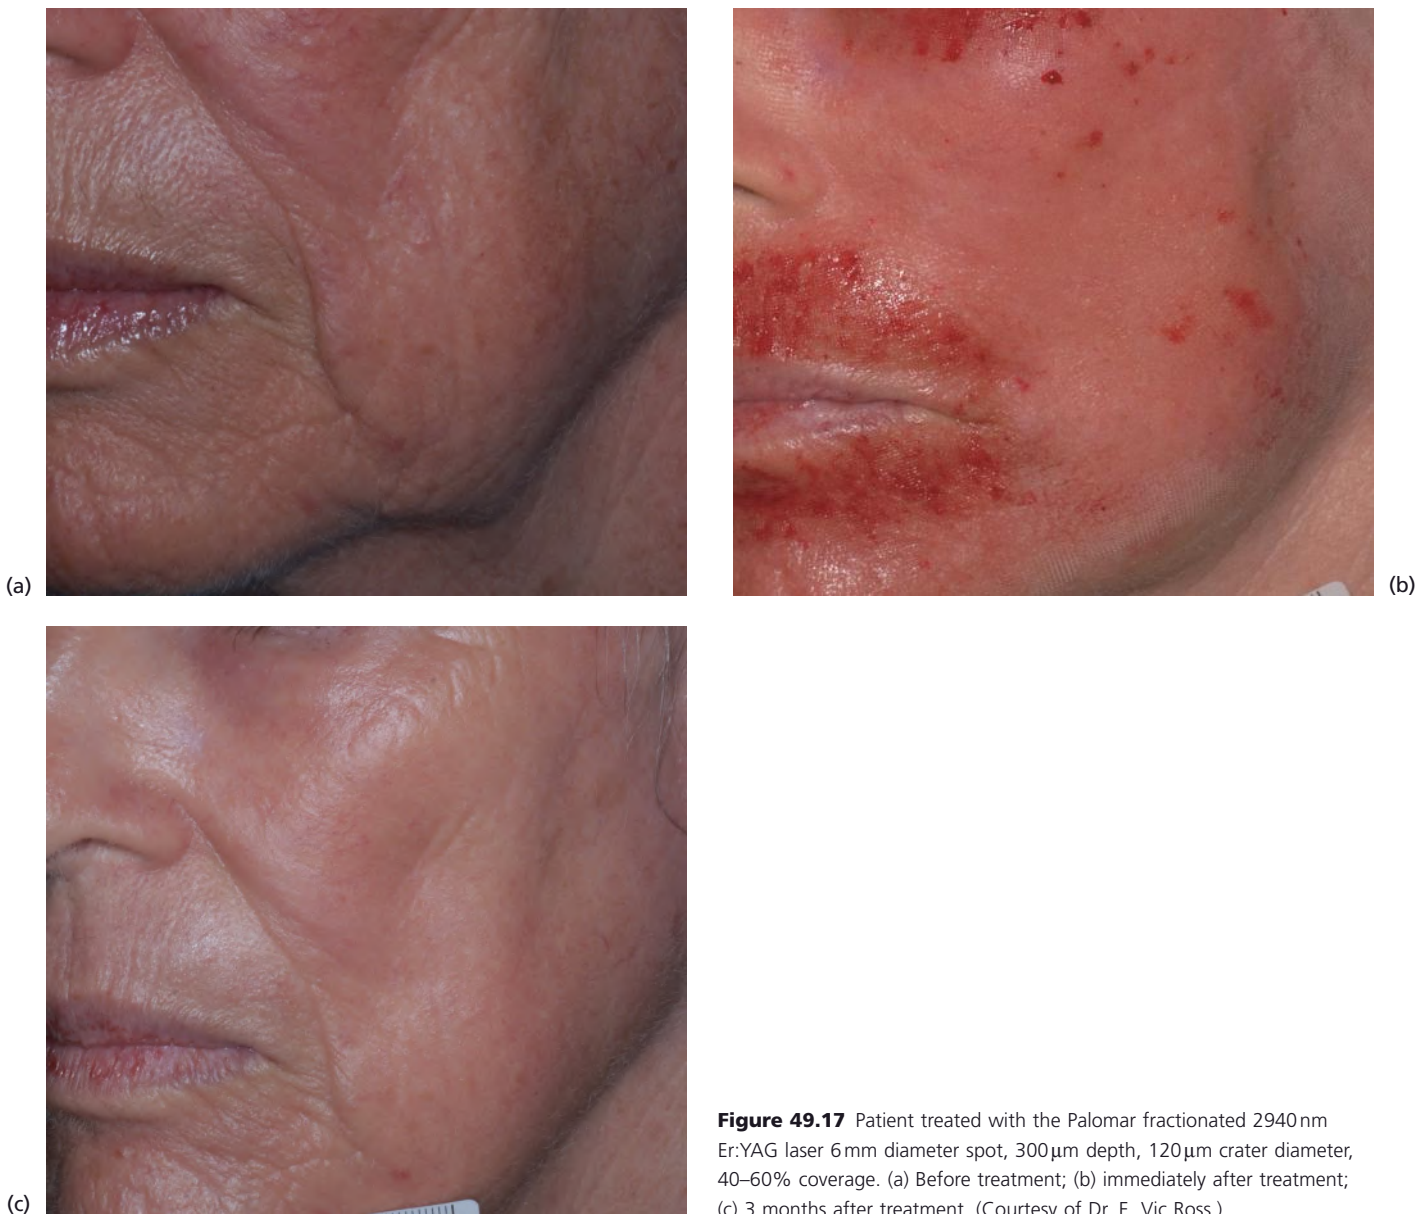 (a)
(b)
(c)
Figure 49.17 Patient treated with the Palomar fractionated 2940 nm
Er:YAG laser 6 mm diameter spot, 300 μm depth, 120 μm crater diameter,
40–60% coverage. (a) Before treatment; (b) immediately after treatment;
(c) 3 months after treatment. (Courtesy of Dr. E. Vic Ross.)